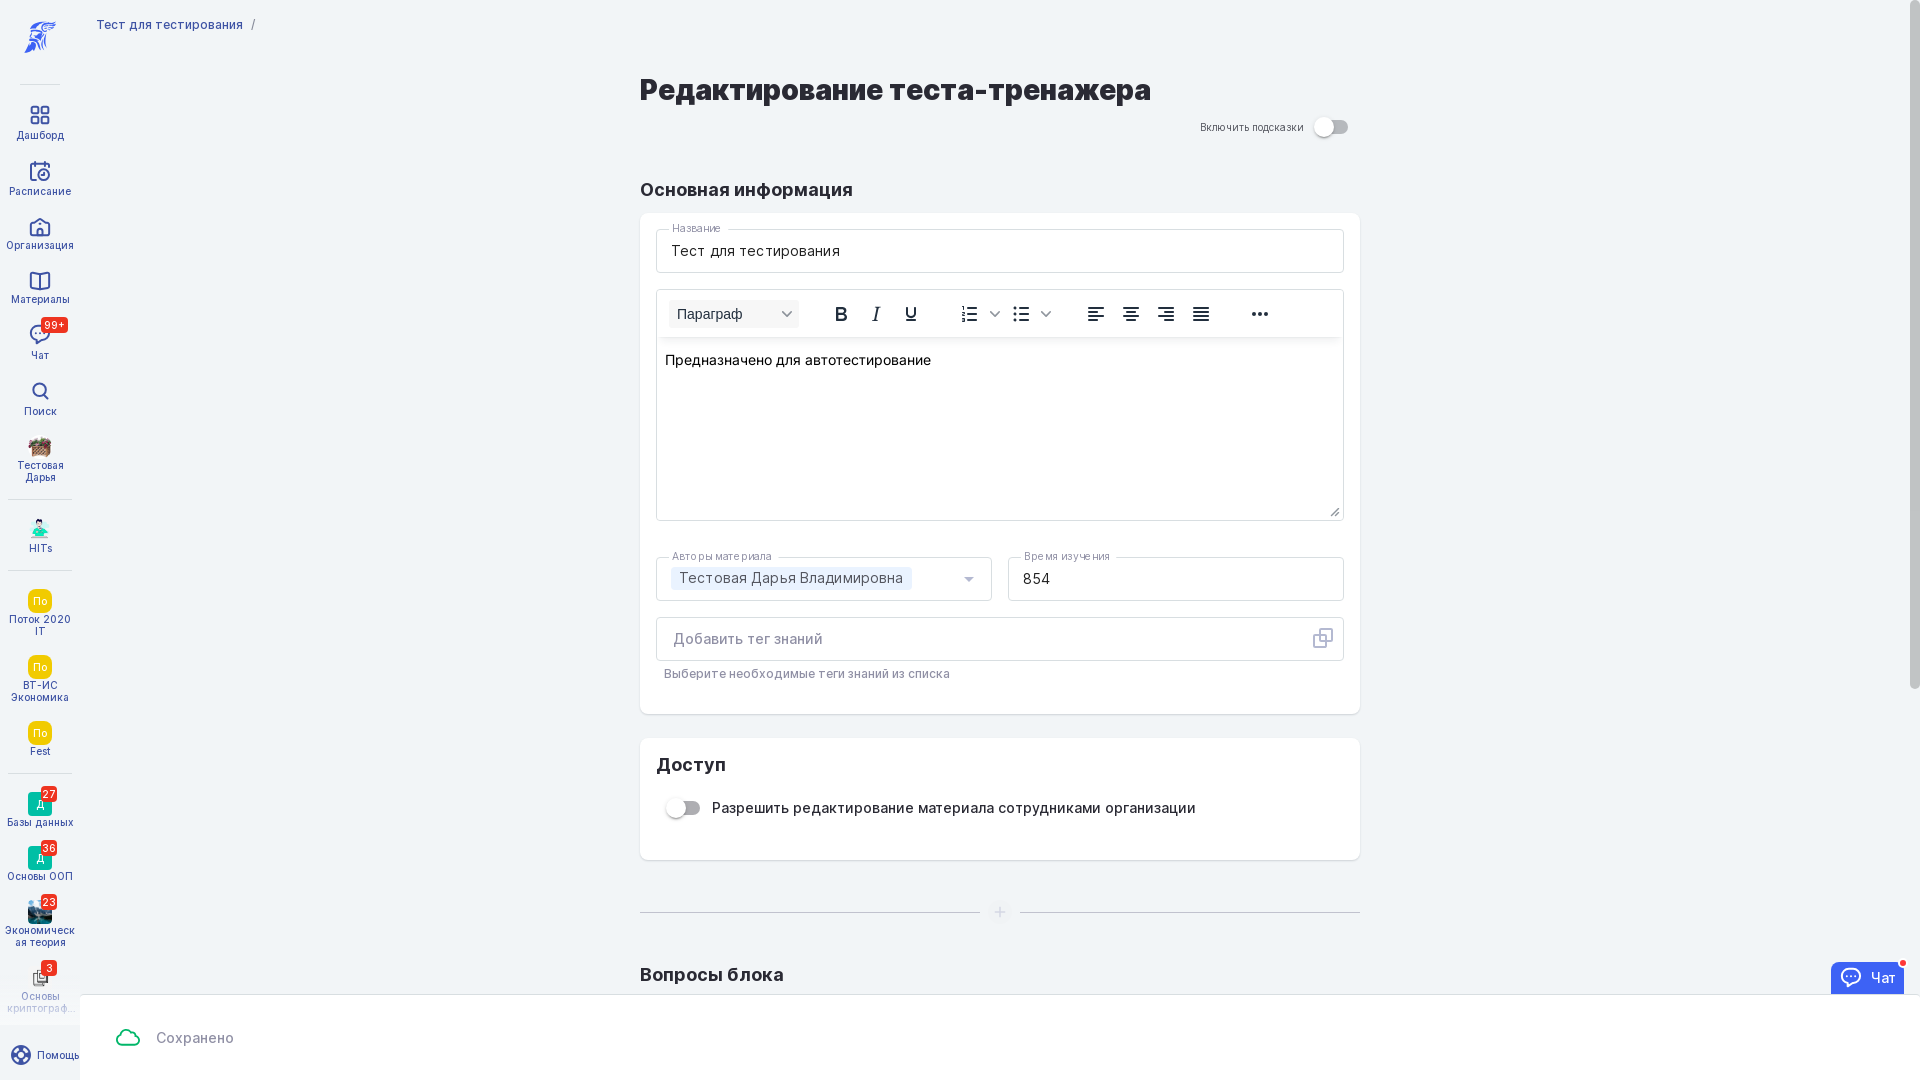 Тест для тестирования /
Редактирование теста-тренажера
Включить подсказки
Дашборд
Расписание
Организация
Материалы
99+
Чат
Поиск
Тестовая
Дарья
HITs
По
Поток 2020
IT
По
ВТ-ИС
Экономика
По
Fest
27
Д
Базы данных
36
Д
Основы ООП
23
Экономическ
ая теория
3
Основы
криптограф...
Помощь
Основная информация
Название
Тест для тестирования
Параграф
B I U
Предназначено для автотестирование
Авторы материала
Тестовая Дарья Владимировна
Время изучения
854
Добавить тег знаний
Выберите необходимые теги знаний из списка
Доступ
Разрешить редактирование материала сотрудниками организации
Вопросы блока
Чат
Сохранено